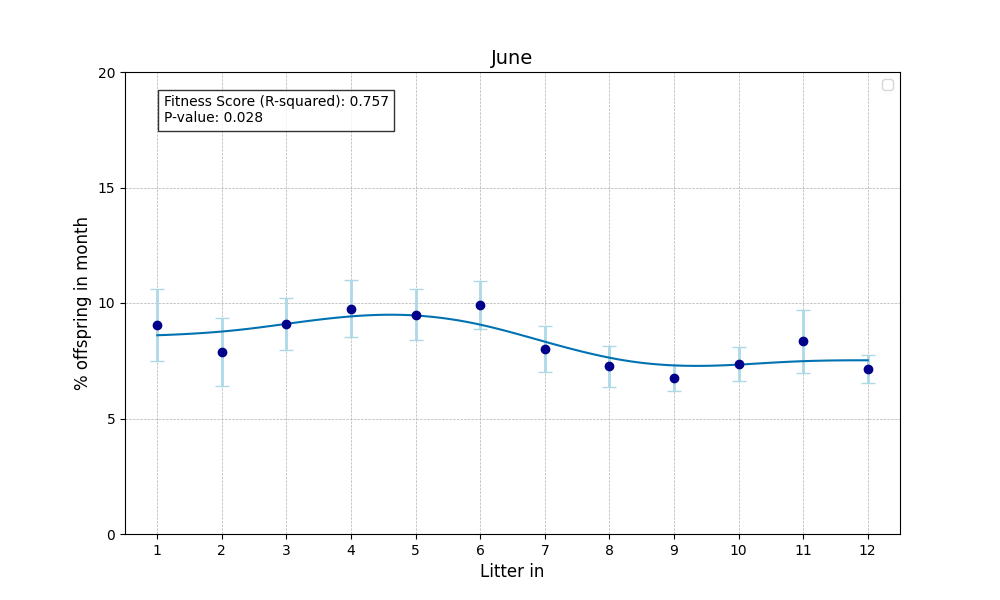 June
Fitness Score (R-squared): 0.757
P-value: 0.028
20
15
10
5
0
% offspring in month
1 2 3 4 5 6 7 8 9 10 11 12
Litter in